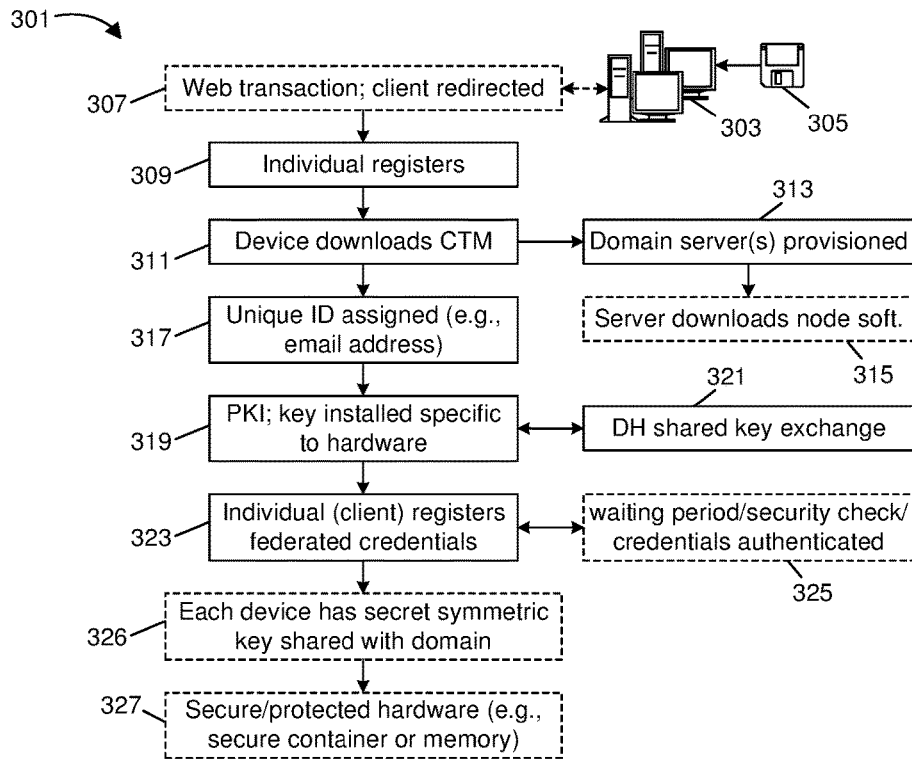 301
Web transaction; client redirected
307
303
305
Individual registers
309
313
Device downloads CTM
311
Domain server(s) provisioned
Unique ID assigned (e.g.,
email address)
317
Server downloads node soft.
315
321
PKI; key installed specific
to hardware
319
DH shared key exchange
Individual (client) registers
federated credentials
323
waiting period/security check/
credentials authenticated
325
Each device has secret symmetric
key shared with domain
326
327
Secure/protected hardware (e.g.,
secure container or memory)